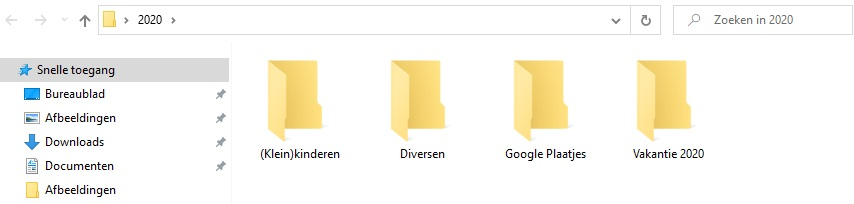 2020
Zoeken in 2020
Snelle toegang
Bureaublad
Afbeeldingen
Downloads
Documenten
Afbeeldingen
(Klein)kinderen
Diversen
Google Plaatjes
Vakantie 2020